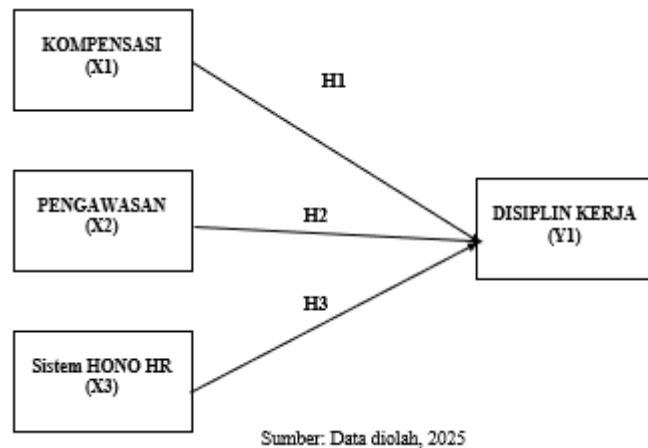 KOMPENSASI
(X1)
H1
PENGAWASAN
(X2)
H2
DISIPLIN KERJA
(Y1)
H3
Sistem HONO HR
(X3)
Sumber: Data diolah, 2025